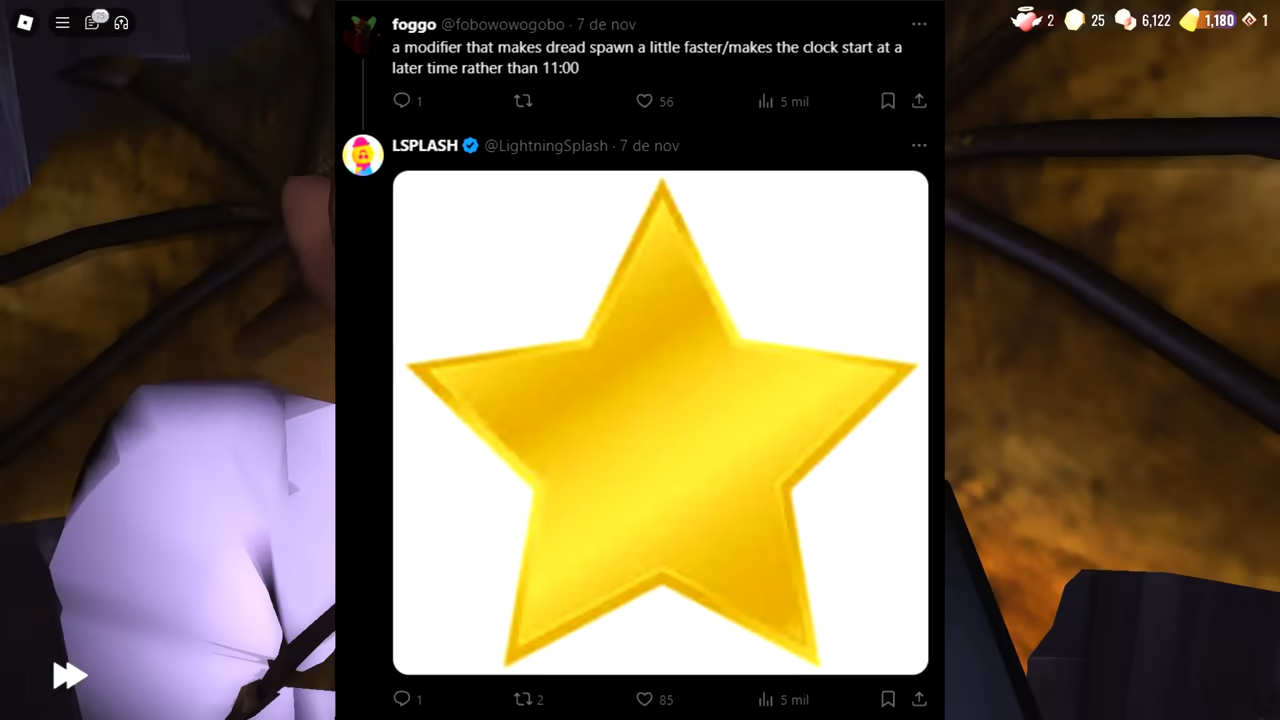 75
2
25
6,122
1,180
1
foggo @fobowowogobo · 7 de nov
a modifier that makes dread spawn a little faster/makes the clock start at a
later time rather than 11:00
1
56
5 mil
LSPLASH @LightningSplash · 7 de nov
1
2
85
5 mil